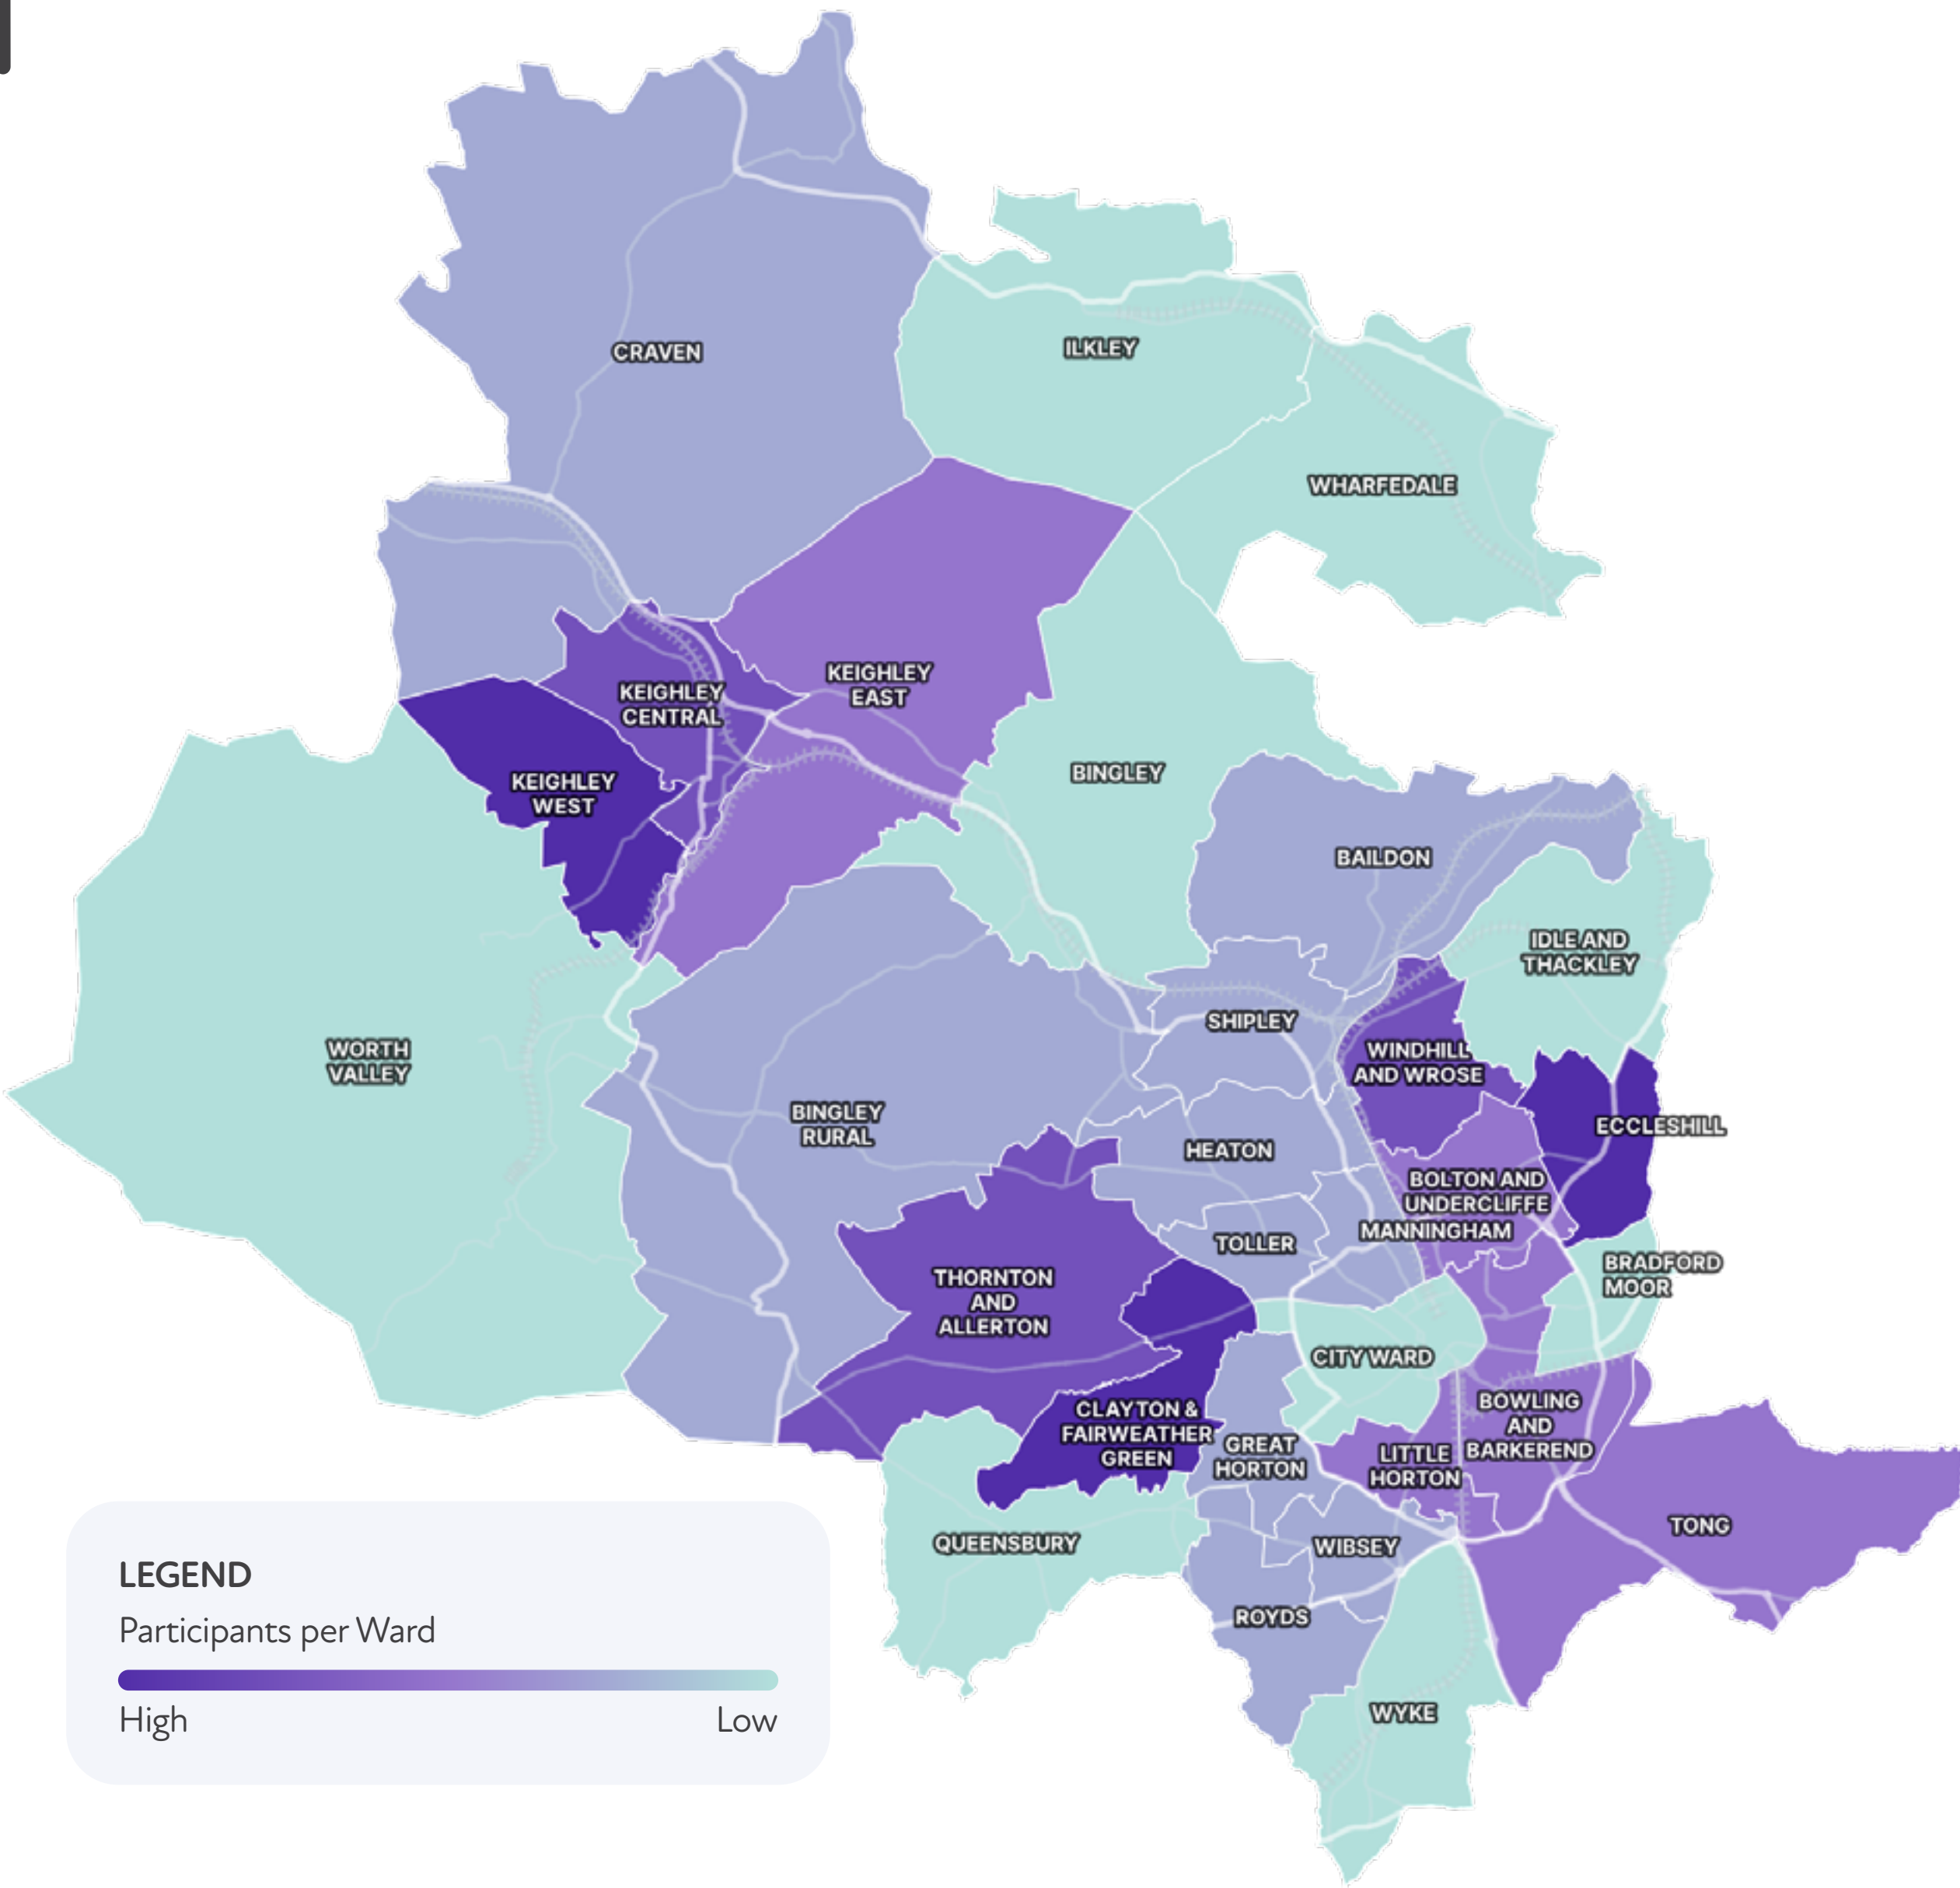 CRAVEN
ILKLEY
WHARFEDALE
KEIGHLEY
EAST
KEIGHLEY
CENTRAL
KEIGHLEY
WEST
BINGLEY
BAILDON
IDLE AND
THACKLEY
SHIPLEY
WORTH
VALLEY
WINDHILL
AND WROSE
BINGLEY
RURAL
ECCLESHILL
HEATON
BOLTON AND
UNDERCLIFFE
MANNINGHAM
TOLLER
BRADFORD
MOOR
THORNTON
AND
ALLERTON
CITY WARD
CLAYTON &
FAIRWEATHER
GREEN
GREAT
HORTON
LITTLE
HORTON
BOWLING
AND
BARKEREND
TONG
QUEENSBURY
WIBSEY
ROYDS
WYKE
LEGEND
Participants per Ward
High Low